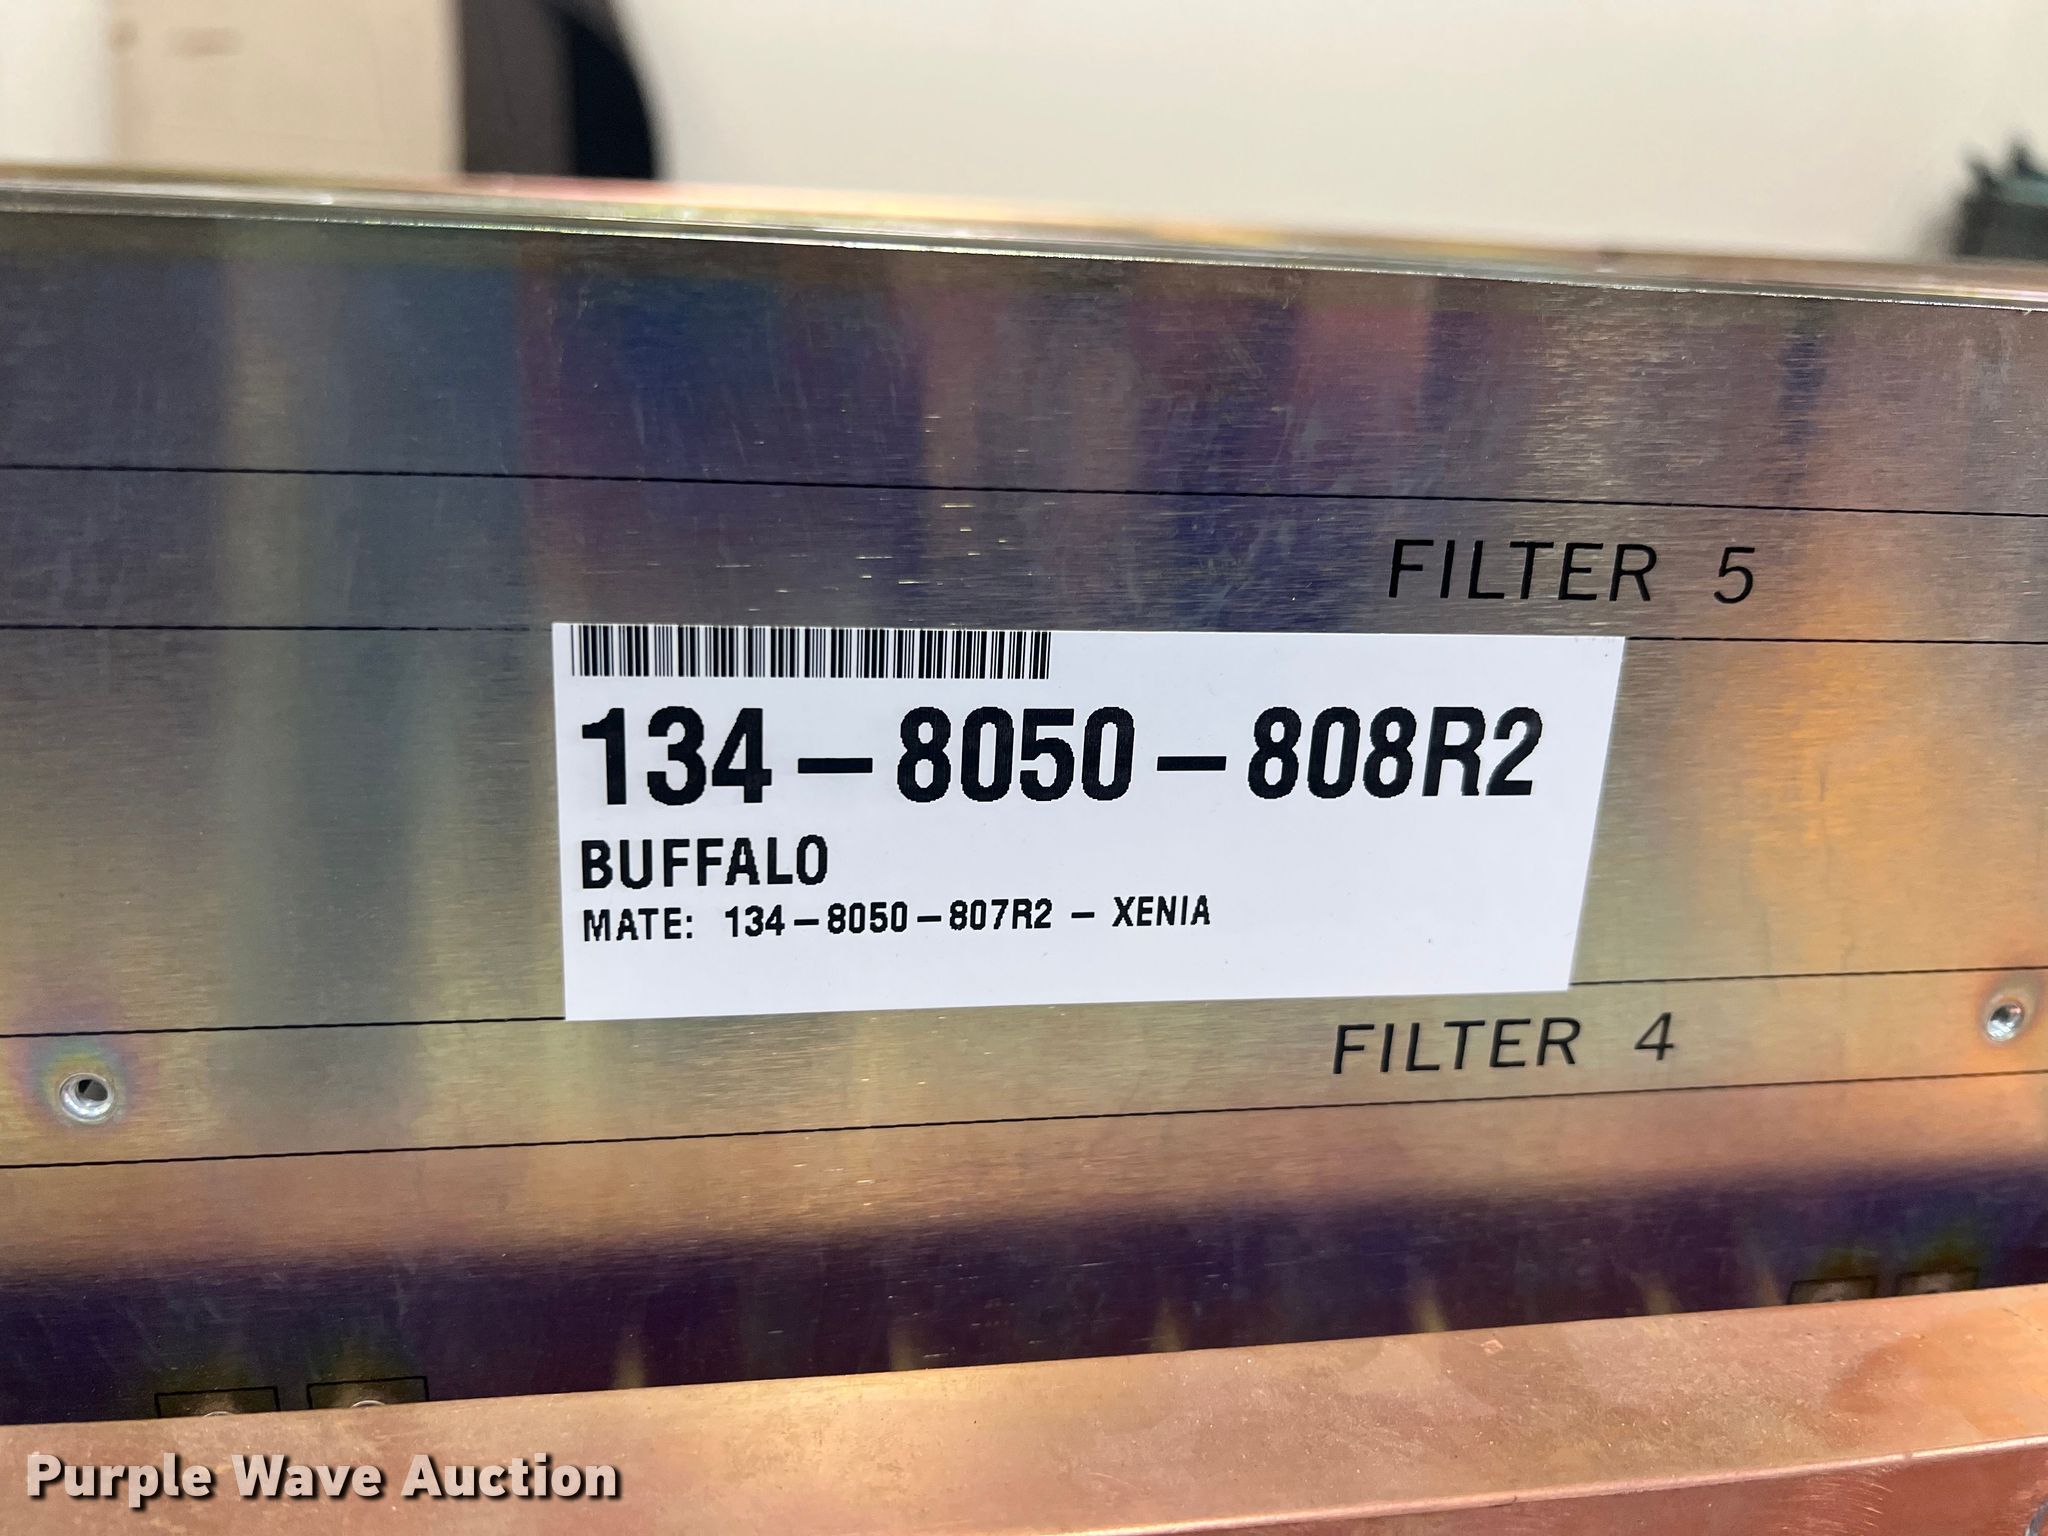 FILTER 5
134-8050-808R2
BUFFALO
MATE: 134-8050-807R2 - XENIA
FILTER 4
Purple Wave Auction